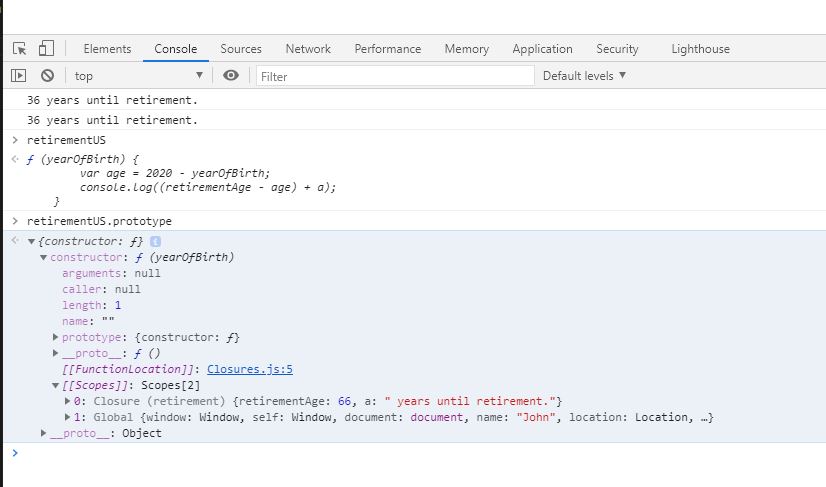 Elements Console Sources Network Performance Memory Application Security Lighthouse
top ▼ Filter Default levels ▼
36 years until retirement.
36 years until retirement.
> retirementUS
ƒ (yearOfBirth) {
var age = 2020 - yearOfBirth;
console.log((retirementAge - age) + a);
}
> retirementUS.prototype
▼{constructor: ƒ} i
▼constructor: ƒ (yearOfBirth)
arguments: null
caller: null
length: 1
name: ""
▶prototype: {constructor: ƒ}
▶__proto__: ƒ ()
[[FunctionLocation]]: Closures.js:5
▼[[Scopes]]: Scopes[2]
▶0: Closure (retirement) {retirementAge: 66, a: " years until retirement."}
▶1: Global {window: Window, self: Window, document: document, name: "John", location: Location, …}
▶__proto__: Object
>